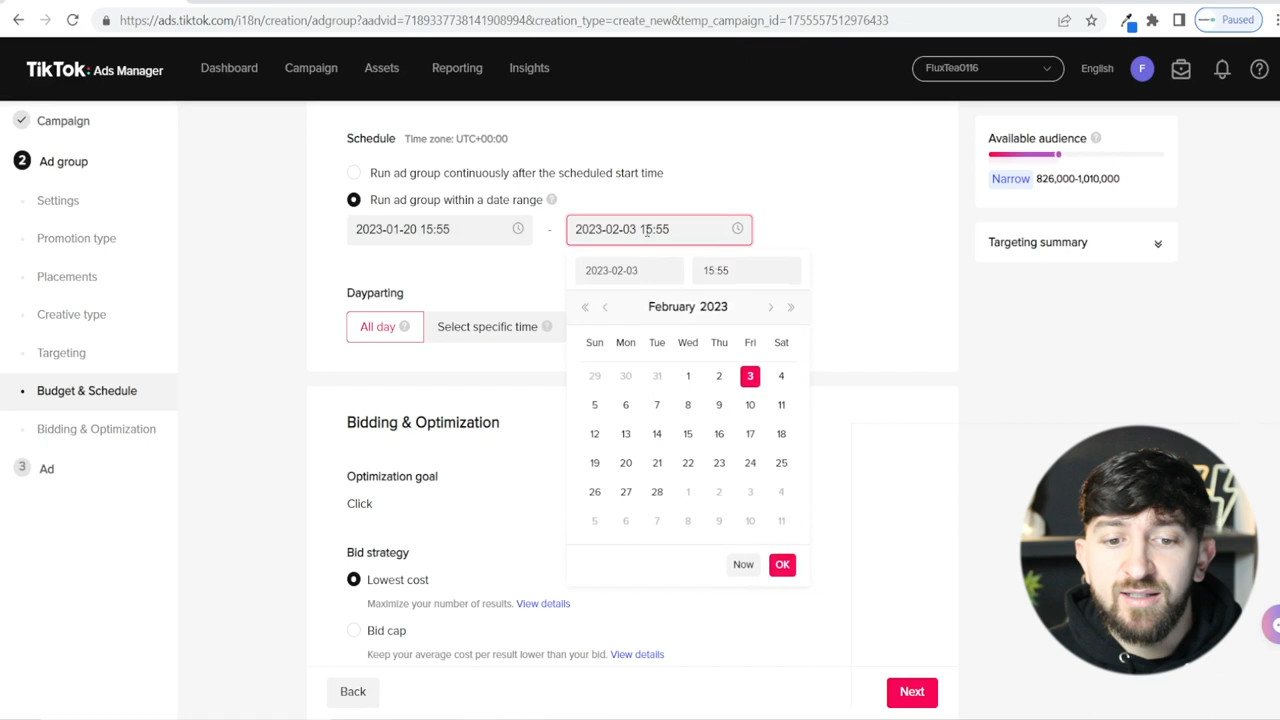 https://ads.tiktok.com/i18n/creation/adgroup?aadvid=7189337738141908994&creation_type=create_new&temp_campaign_id=1755557512976433
Paused
TikTok: Ads Manager
Dashboard
Campaign
Assets
Reporting
Insights
FluxTea0116
English
F
Campaign
2 Ad group
Settings
Promotion type
Placements
Creative type
Targeting
Budget & Schedule
Bidding & Optimization
3 Ad
Schedule Time zone: UTC+00:00
Run ad group continuously after the scheduled start time
Run ad group within a date range
2023-01-20 15:55 - 2023-02-03 15:55
2023-02-03 15:55
February 2023
Sun Mon Tue Wed Thu Fri Sat
29 30 31 1 2 3 4
5 6 7 8 9 10 11
12 13 14 15 16 17 18
19 20 21 22 23 24 25
26 27 28 1 2 3 4
5 6 7 8 9 10 11
Now OK
Dayparting
All day Select specific time
Bidding & Optimization
Optimization goal
Click
Bid strategy
Lowest cost
Maximize your number of results. View details
Bid cap
Keep your average cost per result lower than your bid. View details
Back
Next
Available audience
Narrow 826,000-1,010,000
Targeting summary